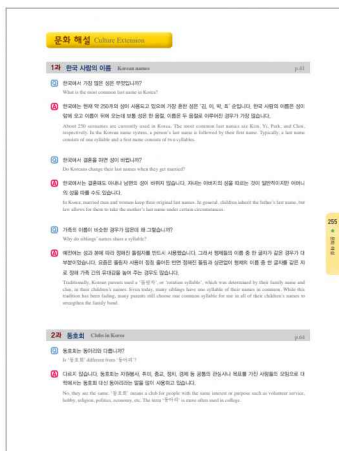 문화 해설 Culture Extension
1과 한국 사람의 이름 Korean names p.43
Q 한국에서 가장 많은 성은 무엇입니까?
What is the most common last name in Korea?
A 한국에는 현재 약 250개의 성이 사용되고 있으며 가장 흔한 성은 '김, 이, 박, 최' 순입니다. 한국 사람의 이름은 성이
앞에 오고 이름이 뒤에 오는데 보통 성은 한 음절, 이름은 두 음절로 이루어진 경우가 가장 많습니다.
About 250 surnames are currently used in Korea. The most common last names are Kim, Yi, Park, and Choe,
respectively. In the Korean name system, a person's last name is followed by their first name. Typically, a last name
consists of one syllable and a first name consists of two syllables.
Q 한국에서 결혼을 하면 성이 바뀝니까?
Do Koreans change their last names when they get married?
A 한국에서는 결혼해도 아내나 남편의 성이 바뀌지 않습니다. 자녀는 아버지의 성을 따르는 것이 일반적이지만 어머니
의 성을 따를 수도 있습니다.
In Korea, married men and women keep their original last names. In general, children inherit the father's last name, but
law allows for them to take the mother's last name under certain circumstances.
Q 가족의 이름이 비슷한 경우가 많은데 왜 그렇습니까?
Why do siblings' names share a syllable?
A 예전에는 성과 본에 따라 정해진 돌림자를 반드시 사용했습니다. 그래서 형제들의 이름 중 한 글자가 같은 경우가 대
부분이었습니다. 요즘은 돌림자 사용이 점점 줄어든 반면 정해진 돌림과 상관없이 형제의 이름 중 한 글자를 같은 자
로 정해 가족 간의 유대감을 높여 주는 경우도 있습니다.
Traditionally, Korean parents used a '돌림자', or 'relation syllable', which was determined by their family name and
clan, in their children's names. Even today, many siblings have one syllable of their names in common. While this
tradition has been fading, many parents still choose one common syllable for use in all of their children's names to
strengthen the family bond.
255
문화 해설
2과 동호회 Clubs in Korea
Q 동호회는 동아리와 다릅니까?
Is '동호회' different from '동아리'?
A 다르지 않습니다. 동호회는 자원봉사, 취미, 종교, 정치, 경제 등 공통의 관심사나 목표를 가진 사람들의 모임으로 대
학에서는 동호회 대신 동아리라는 말을 많이 사용하고 있습니다.
No, they are the same. '동호회' means a club for people with the same interest or purpose such as volunteer service,
hobby, religion, politics, economy, etc. The term '동아리' is more often used in college.